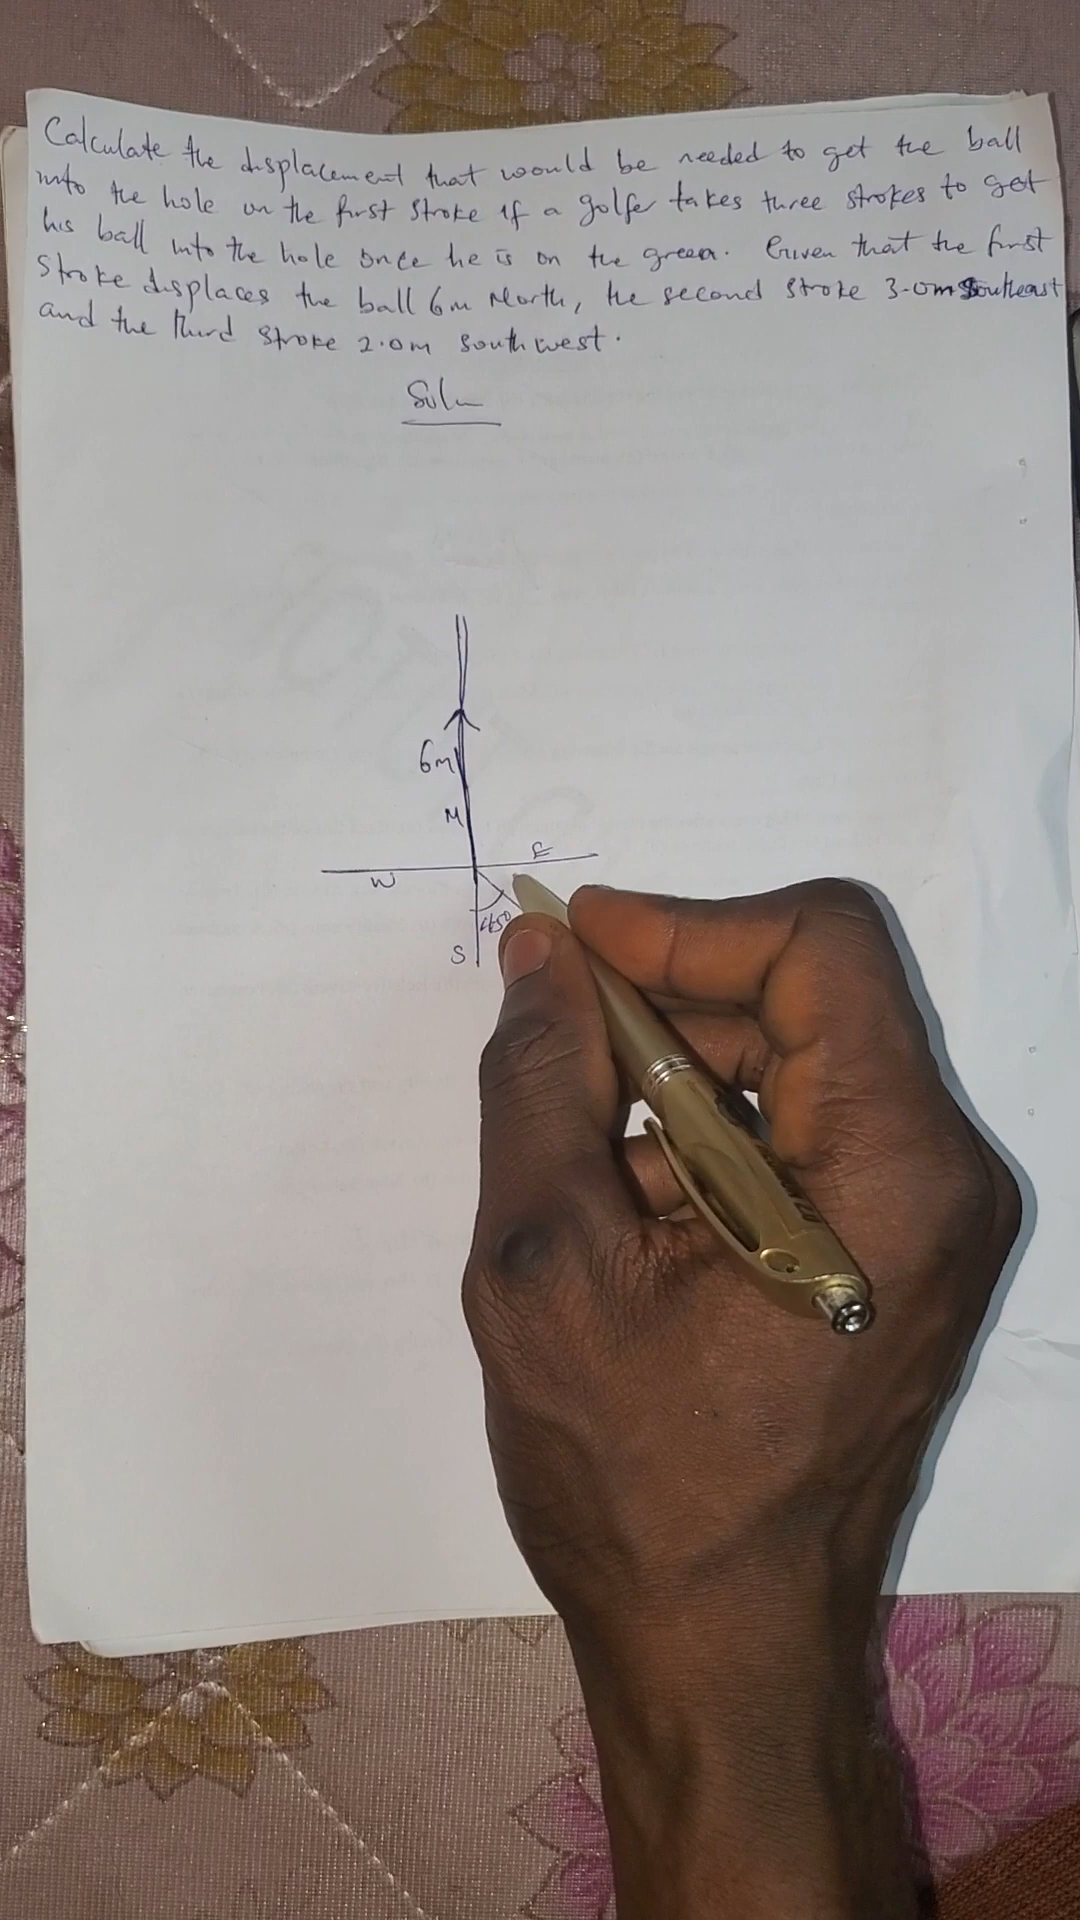 Calculate the displacement that would be needed to get the ball
into the hole on the first stroke if a golfer takes three strokes to get
his ball into the hole once he is on the green. Given that the first
stroke displaces the ball 6m North, the second stroke 3.0m Southeast
and the third stroke 2.0m southwest.
Soln
6m
N
E
W
45°
S